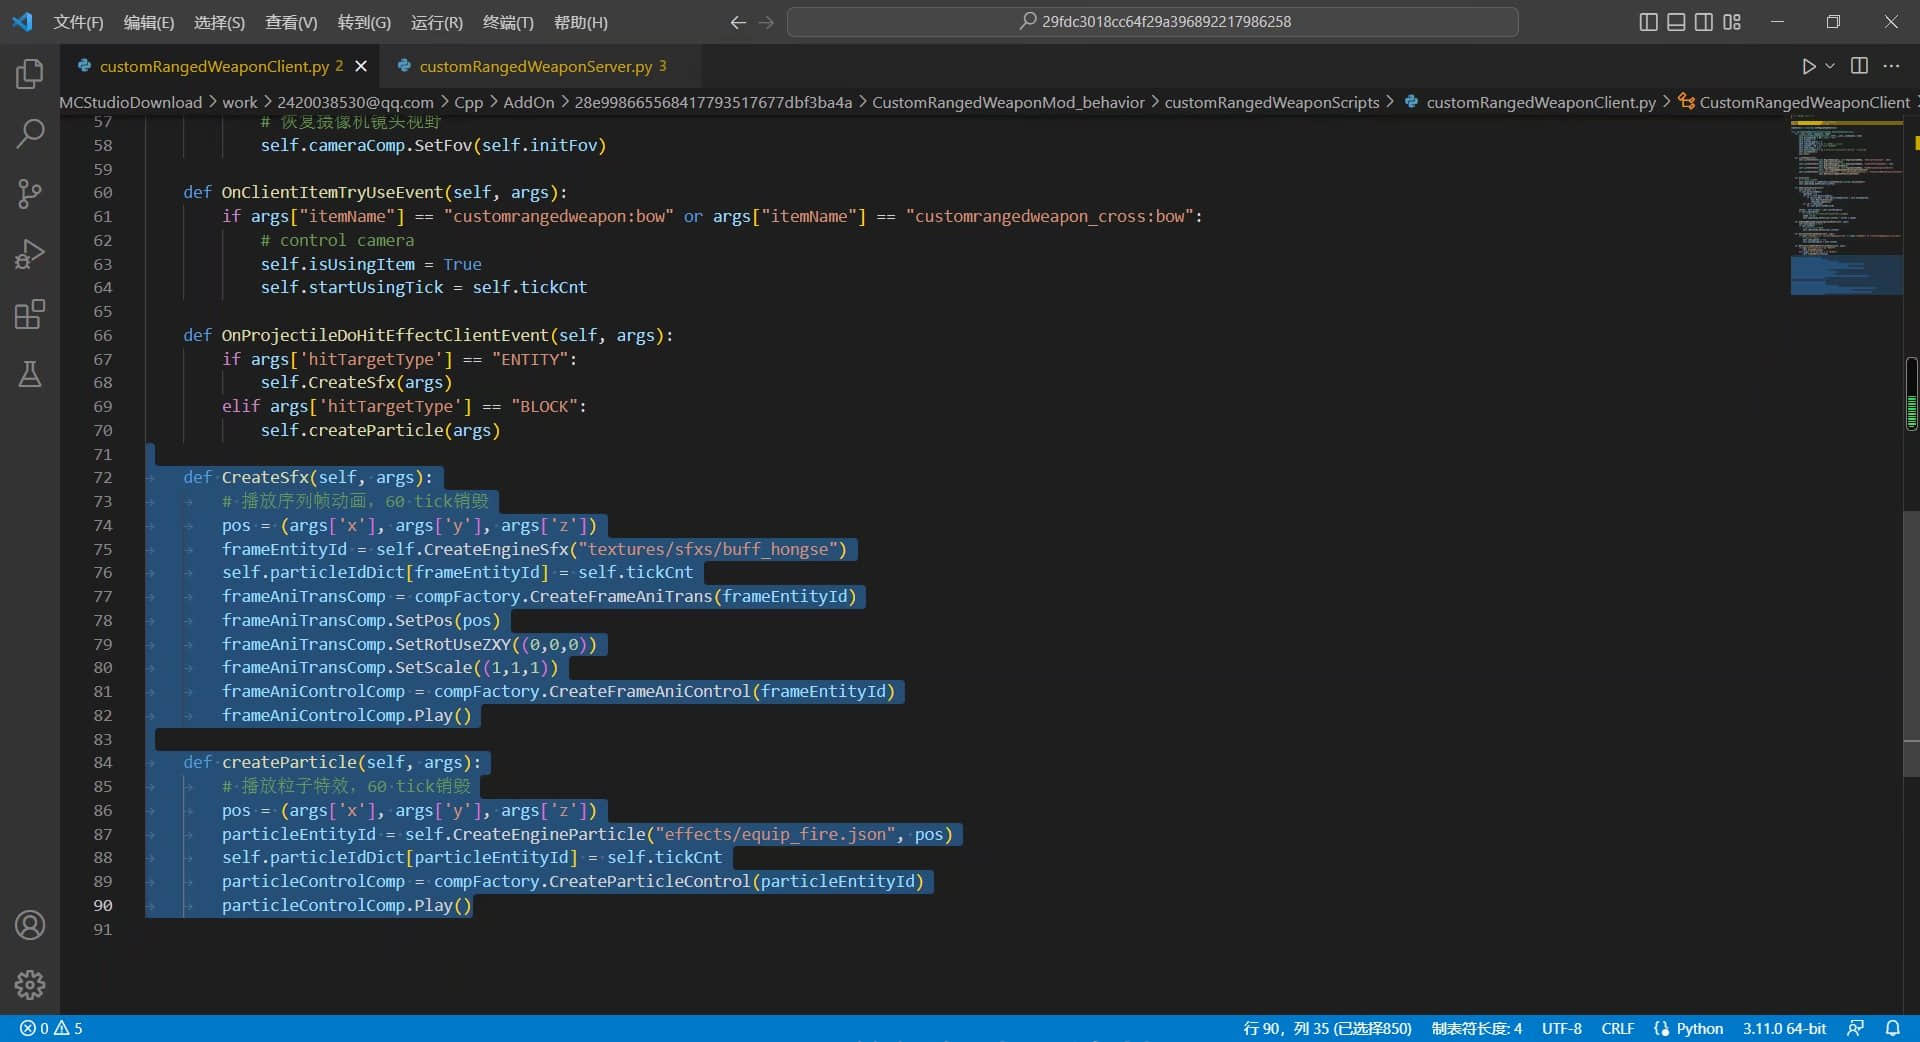 文件(F) 编辑(E) 选择(S) 查看(V) 转到(G) 运行(R) 终端(T) 帮助(H) 29fdc3018cc64f29a396892217986258
customRangedWeaponClient.py 2 customRangedWeaponServer.py 3
MCStudioDownload > work > 2420038530@qq.com > Cpp > AddOn > 28e998665568417793517677dbf3ba4a > CustomRangedWeaponMod_behavior > customRangedWeaponScripts > customRangedWeaponClient.py > CustomRangedWeaponClient
57 # 恢复摄像机镜头视野
58 self.cameraComp.SetFov(self.initFov)
59
60 def OnClientItemTryUseEvent(self, args):
61 if args["itemName"] == "customrangedweapon:bow" or args["itemName"] == "customrangedweapon_cross:bow":
62 # control camera
63 self.isUsingItem = True
64 self.startUsingTick = self.tickCnt
65
66 def OnProjectileDoHitEffectClientEvent(self, args):
67 if args['hitTargetType'] == "ENTITY":
68 self.CreateSfx(args)
69 elif args['hitTargetType'] == "BLOCK":
70 self.createParticle(args)
71
72 def CreateSfx(self, args):
73 # 播放序列帧动画，60 tick销毁
74 pos = (args['x'], args['y'], args['z'])
75 frameEntityId = self.CreateEngineSfx("textures/sfxs/buff_hongse")
76 self.particleIdDict[frameEntityId] = self.tickCnt
77 frameAniTransComp = compFactory.CreateFrameAniTrans(frameEntityId)
78 frameAniTransComp.SetPos(pos)
79 frameAniTransComp.SetRotUseZXY((0,0,0))
80 frameAniTransComp.SetScale((1,1,1))
81 frameAniControlComp = compFactory.CreateFrameAniControl(frameEntityId)
82 frameAniControlComp.Play()
83
84 def createParticle(self, args):
85 # 播放粒子特效，60 tick销毁
86 pos = (args['x'], args['y'], args['z'])
87 particleEntityId = self.CreateEngineParticle("effects/equip_fire.json", pos)
88 self.particleIdDict[particleEntityId] = self.tickCnt
89 particleControlComp = compFactory.CreateParticleControl(particleEntityId)
90 particleControlComp.Play()
91
0 5 行 90，列 35 (已选择850) 制表符长度: 4 UTF-8 CRLF Python 3.11.0 64-bit